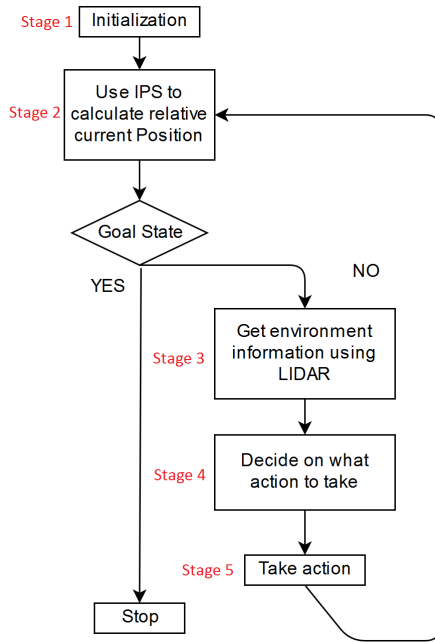 Stage 1
Initialization
Stage 2
Use IPS to
calculate relative
current Position
Goal State
YES
NO
Stage 3
Get environment
information using
LIDAR
Stage 4
Decide on what
action to take
Stage 5
Take action
Stop